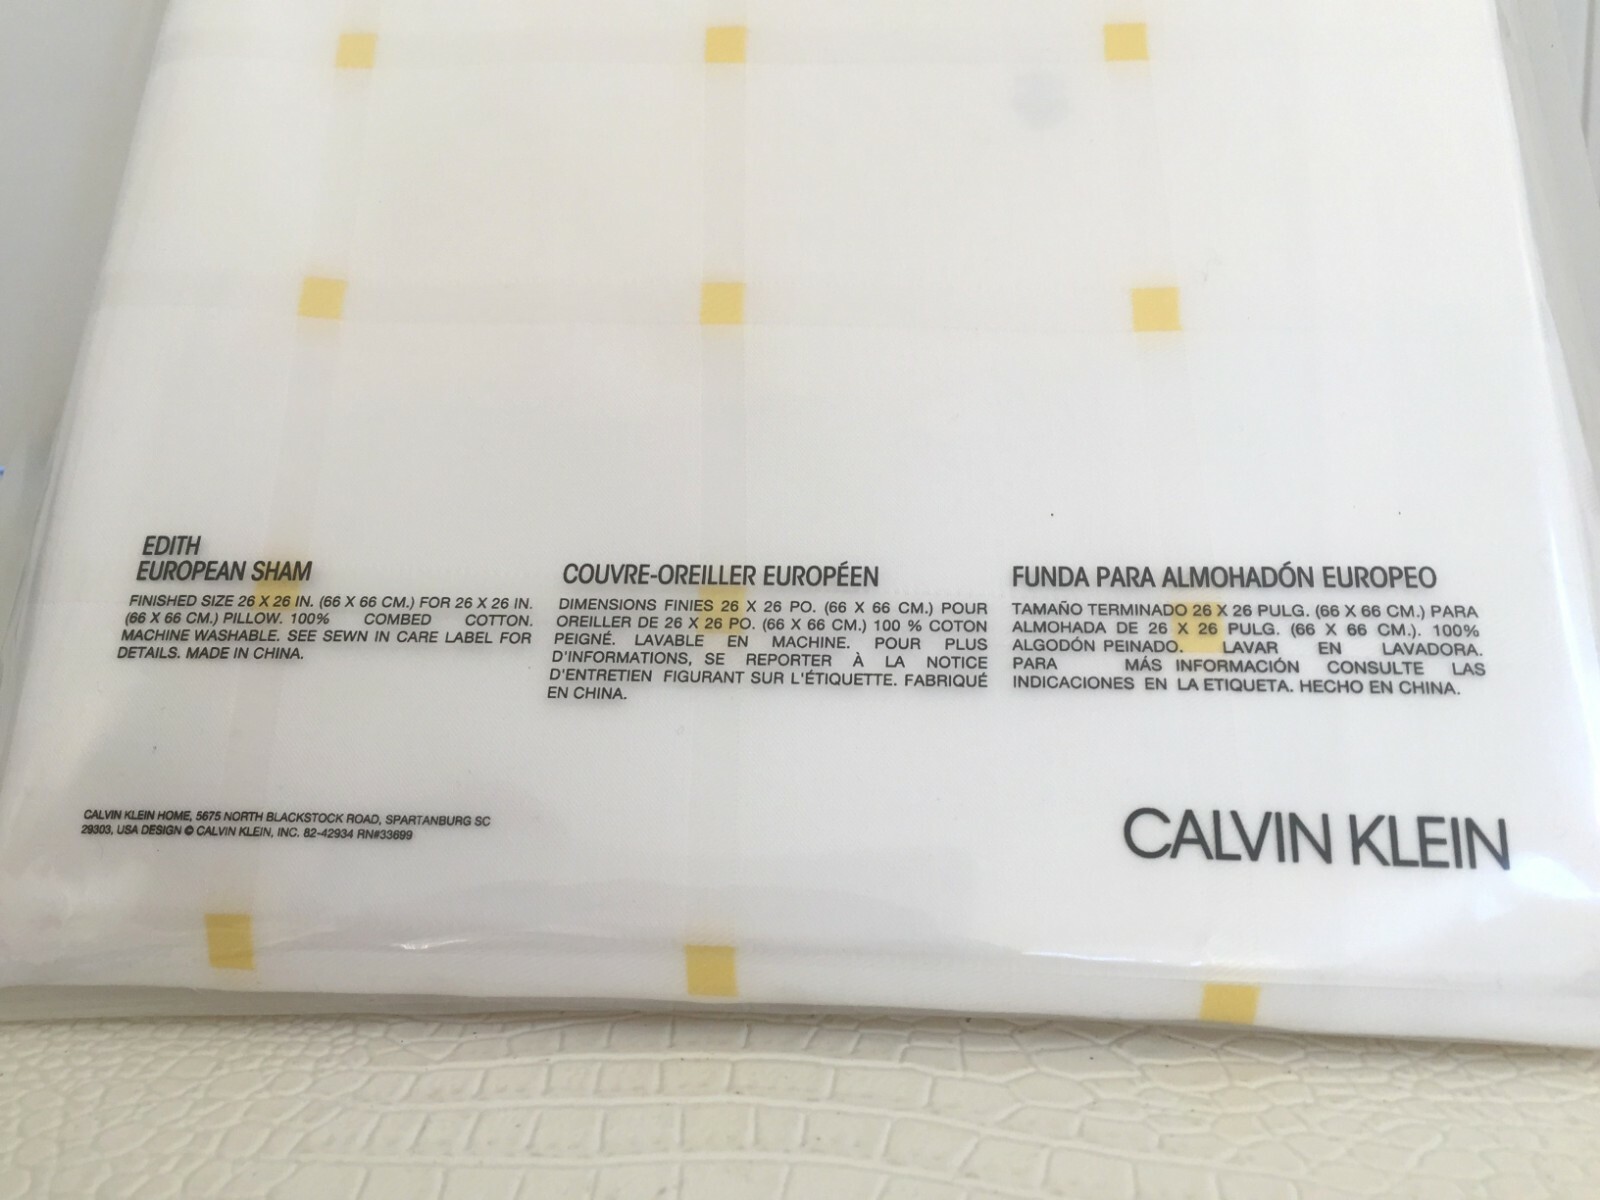 EDITH
EUROPEAN SHAM
FINISHED SIZE 26 X 26 IN. (66 X 66 CM.) FOR 26 X 26 IN.
(66 X 66 CM.) PILLOW. 100% COMBED COTTON.
MACHINE WASHABLE. SEE SEWN IN CARE LABEL FOR
DETAILS. MADE IN CHINA.
COUVRE-OREILLER EUROPÉEN
DIMENSIONS FINIES 26 X 26 PO. (66 X 66 CM.) POUR
OREILLER DE 26 X 26 PO. (66 X 66 CM.) 100 % COTON
PEIGNÉ. LAVABLE EN MACHINE. POUR PLUS
D'INFORMATIONS, SE REPORTER À LA NOTICE
D'ENTRETIEN FIGURANT SUR L'ÉTIQUETTE. FABRIQUÉ
EN CHINA.
FUNDA PARA ALMOHADÓN EUROPEO
TAMAÑO TERMINADO 26 X 26 PULG. (66 X 66 CM.) PARA
ALMOHADA DE 26 X 26 PULG. (66 X 66 CM.). 100%
ALGODÓN PEINADO. LAVAR EN LAVADORA.
PARA MÁS INFORMACIÓN CONSULTE LAS
INDICACIONES EN LA ETIQUETA. HECHO EN CHINA.
CALVIN KLEIN HOME, 5675 NORTH BLACKSTOCK ROAD, SPARTANBURG SC
29303, USA DESIGN © CALVIN KLEIN, INC. 82-42934 RN#33699
CALVIN KLEIN